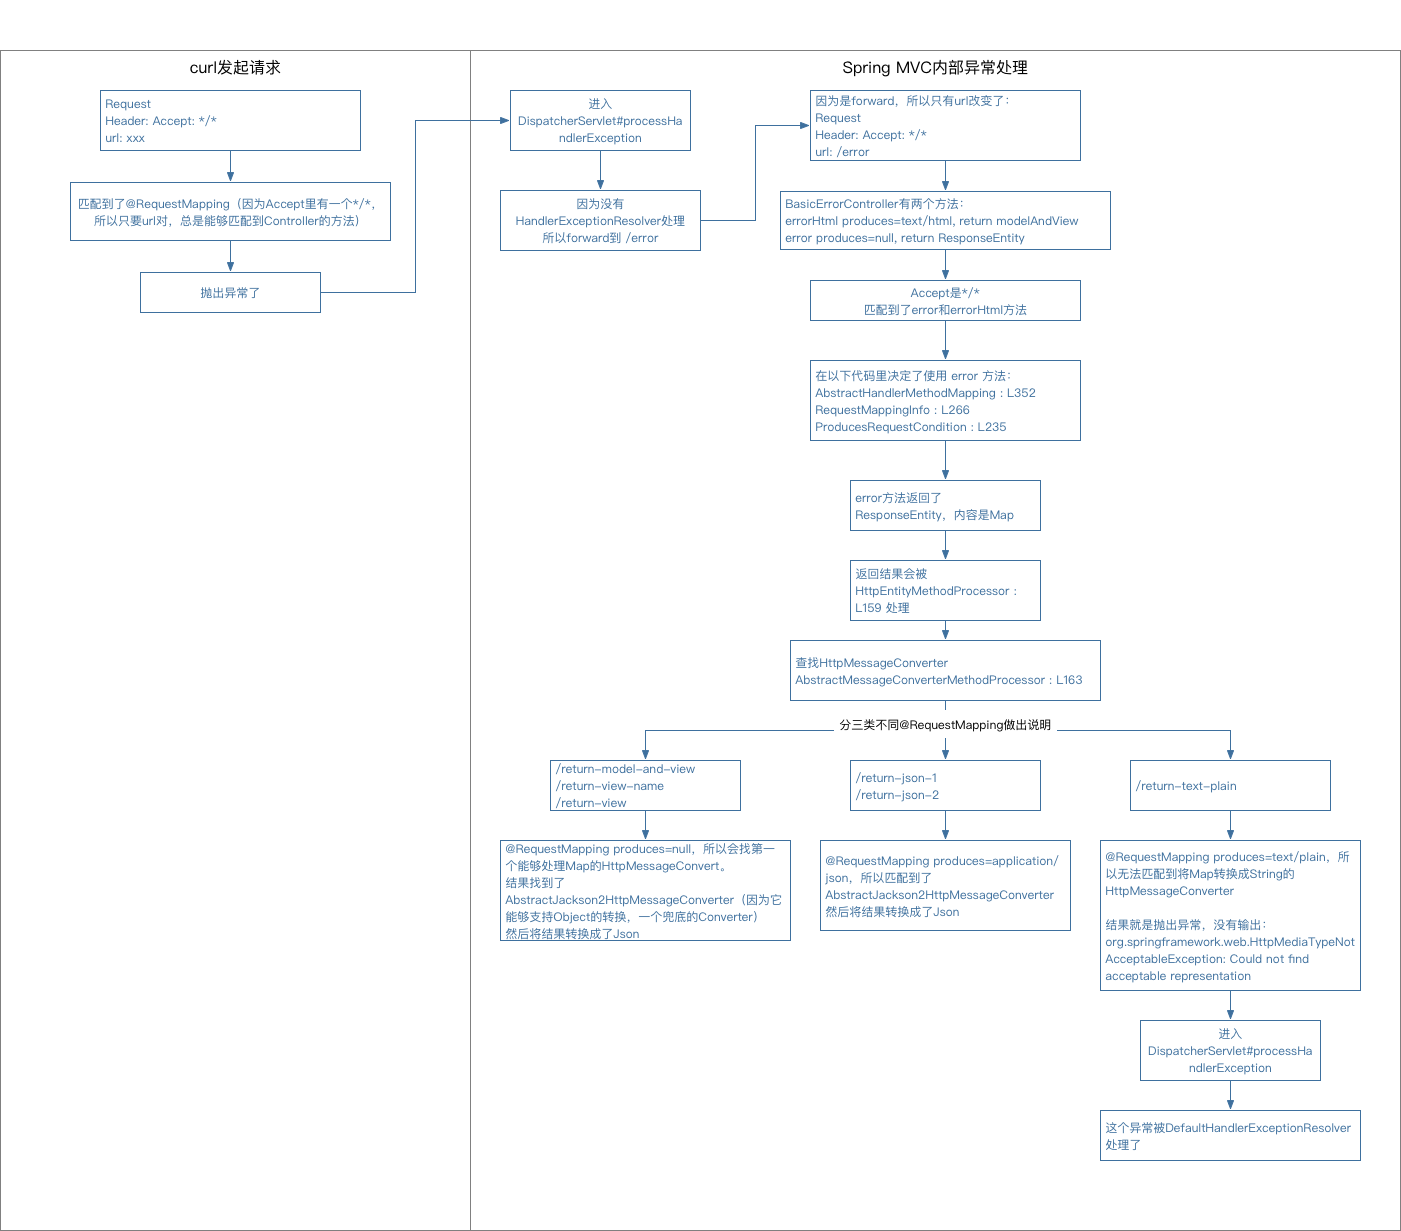 curl发起请求
Request
Header: Accept: */*
url: xxx
匹配到了@RequestMapping（因为Accept里有一个*/*，
所以只要url对，总是能够匹配到Controller的方法）
抛出异常了
Spring MVC内部异常处理
进入
DispatcherServlet#processHa
ndlerException
因为没有
HandlerExceptionResolver处理
所以forward到 /error
因为是forward，所以只有url改变了：
Request
Header: Accept: */*
url: /error
BasicErrorController有两个方法：
errorHtml produces=text/html, return modelAndView
error produces=null, return ResponseEntity
Accept是*/*
匹配到了error和errorHtml方法
在以下代码里决定了使用 error 方法：
AbstractHandlerMethodMapping : L352
RequestMappingInfo : L266
ProducesRequestCondition : L235
error方法返回了
ResponseEntity，内容是Map
返回结果会被
HttpEntityMethodProcessor :
L159 处理
查找HttpMessageConverter
AbstractMessageConverterMethodProcessor : L163
分三类不同@RequestMapping做出说明
/return-model-and-view
/return-view-name
/return-view
@RequestMapping produces=null，所以会找第一
个能够处理Map的HttpMessageConvert。
结果找到了
AbstractJackson2HttpMessageConverter（因为它
能够支持Object的转换，一个兜底的Converter）
然后将结果转换成了Json
/return-json-1
/return-json-2
@RequestMapping produces=application/
json，所以匹配到了
AbstractJackson2HttpMessageConverter
然后将结果转换成了Json
/return-text-plain
@RequestMapping produces=text/plain，所
以无法匹配到将Map转换成String的
HttpMessageConverter
结果就是抛出异常，没有输出：
org.springframework.web.HttpMediaTypeNot
AcceptableException: Could not find
acceptable representation
进入
DispatcherServlet#processHa
ndlerException
这个异常被DefaultHandlerExceptionResolver
处理了